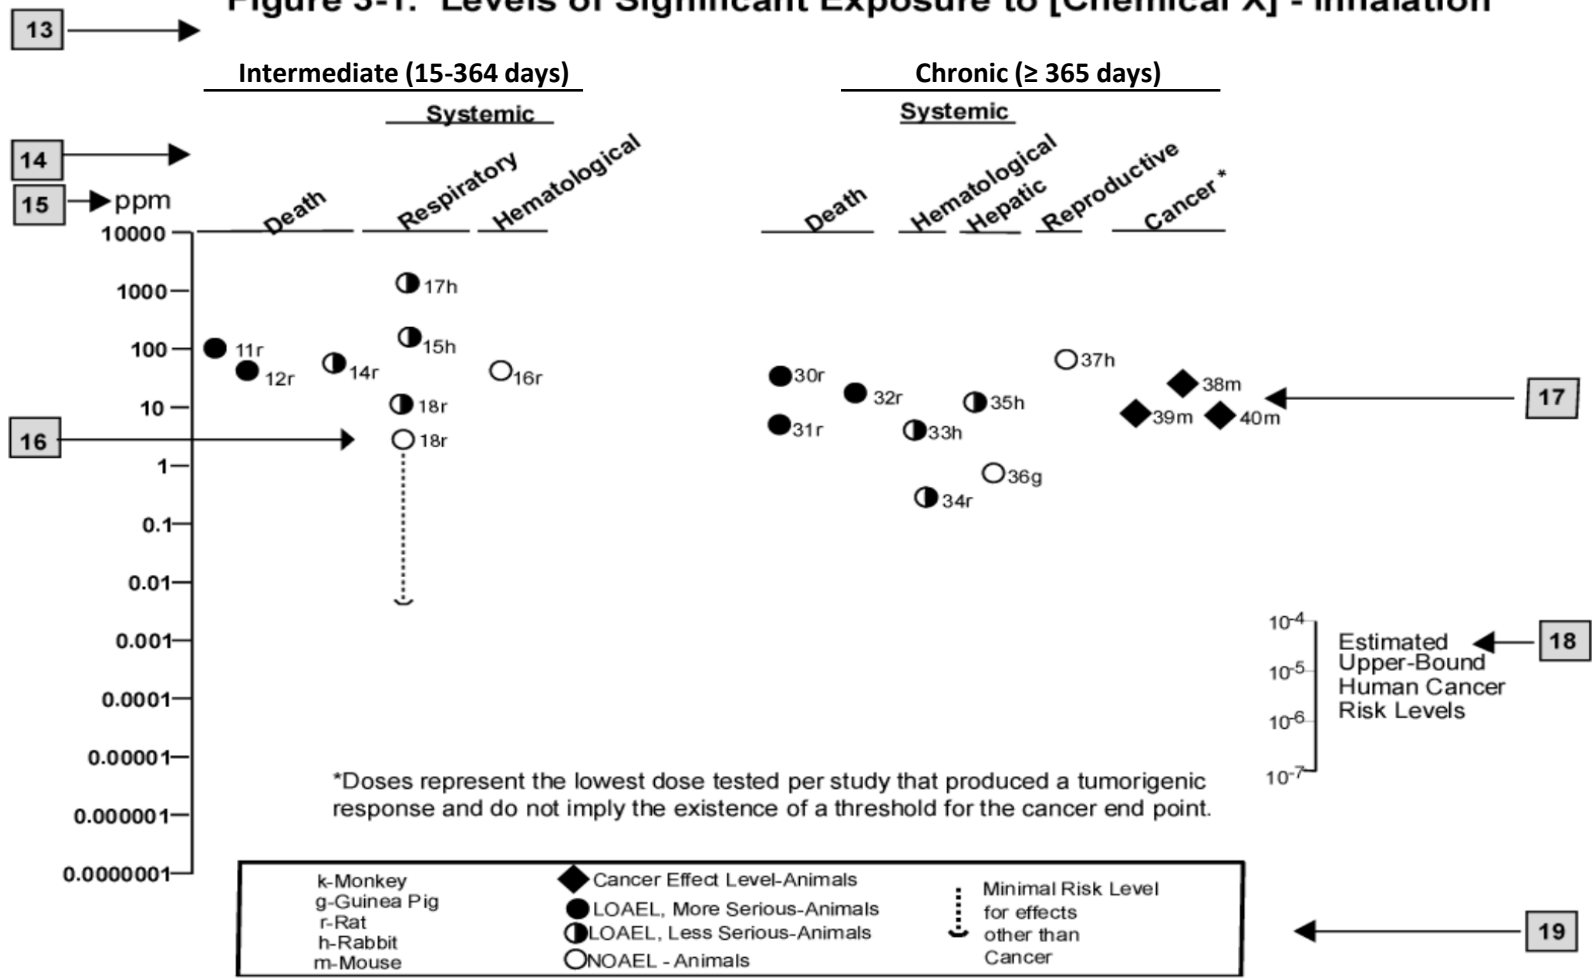 Figure 3-1. Levels of Significant Exposure to [Chemical X] - Inhalation
13
Intermediate (15-364 days)
Chronic (≥ 365 days)
Systemic
Systemic
14
15
ppm
Death
Respiratory
Hematological
Death
Hematological
Hepatic
Reproductive
Cancer *
10000
1000
17h
15h
100
11r
12r
14r
16r
37h
30r
32r
38m
10
18r
35h
39m
40m
17
16
18r
31r
33h
1
36g
34r
0.1
0.01
0.001
10-4
Estimated
18
10-5
Upper-Bound
Human Cancer
10-6
Risk Levels
0.0001
0.00001
10-7
*Doses represent the lowest dose tested per study that produced a tumorigenic
response and do not imply the existence of a threshold for the cancer end point.
0.000001
0.0000001
k-Monkey
g-Guinea Pig
r-Rat
h-Rabbit
m-Mouse
Cancer Effect Level-Animals
LOAEL, More Serious-Animals
LOAEL, Less Serious-Animals
NOAEL - Animals
Minimal Risk Level
for effects
other than
Cancer
19